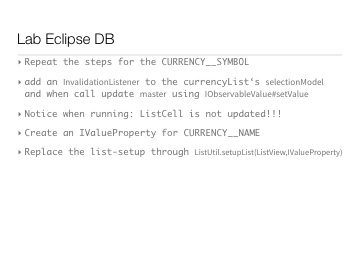 Lab Eclipse DB
‣ Repeat the steps for the CURRENCY__SYMBOL
‣ add an InvalidationListener to the currencyList's selectionModel
and when call update master using IObservableValue#setValue
‣ Notice when running: ListCell is not updated!!!
‣ Create an IValueProperty for CURRENCY__NAME
‣ Replace the list-setup through ListUtil.setupList(ListView,IValueProperty)